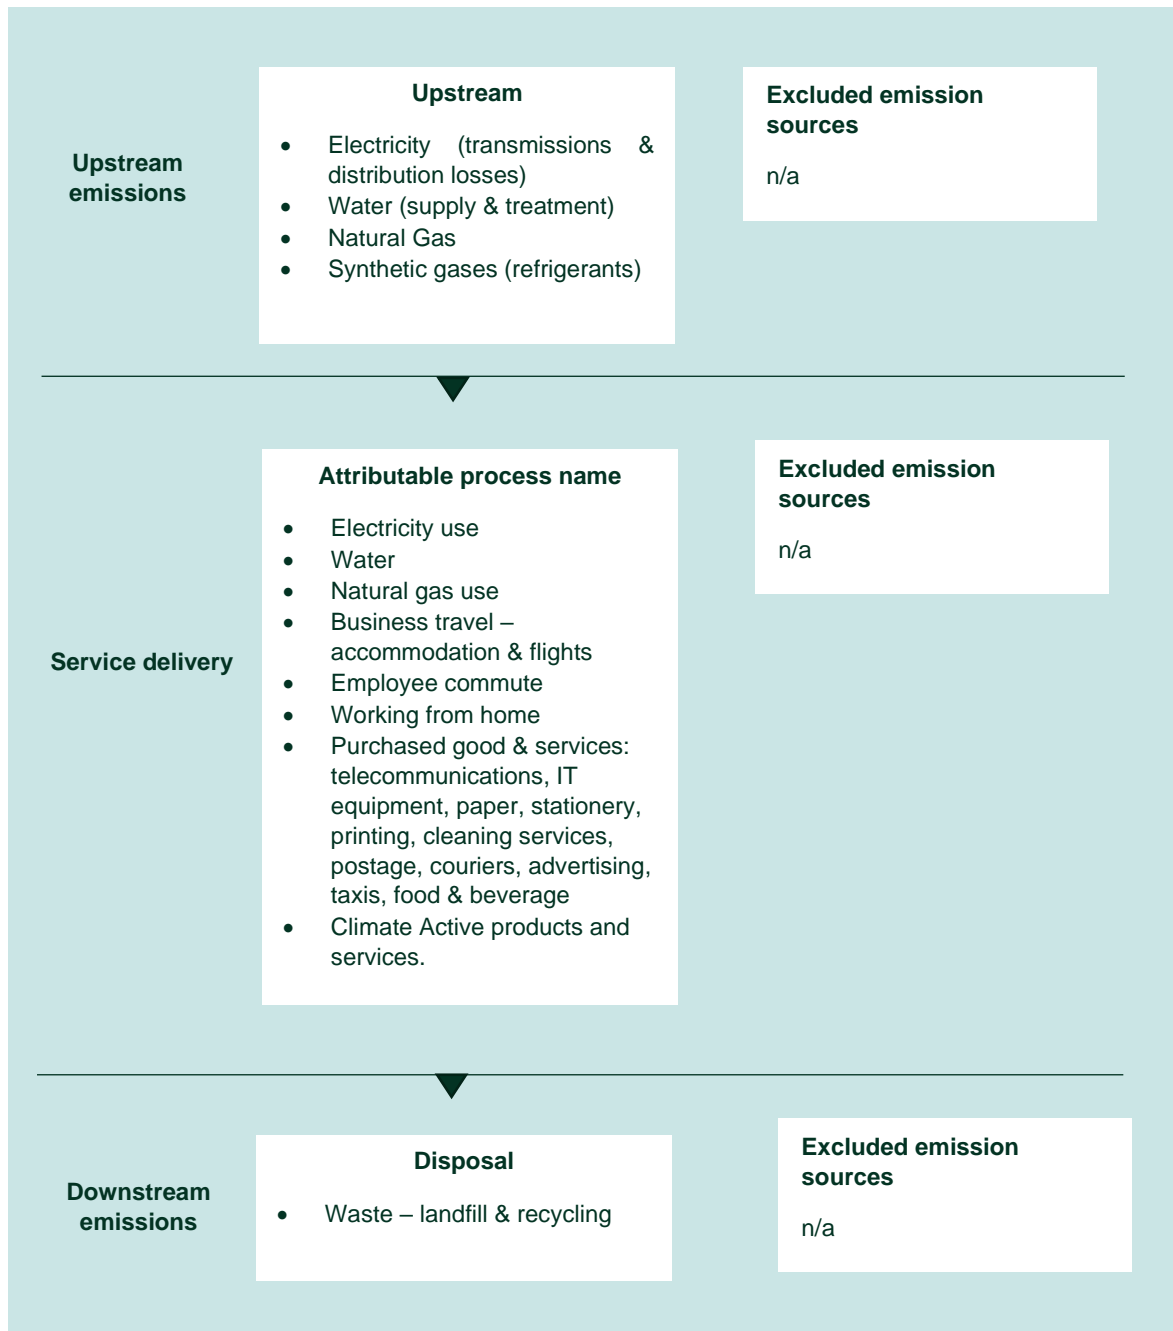 Upstream
emissions
Upstream
• Electricity (transmissions &
distribution losses)
• Water (supply & treatment)
• Natural Gas
• Synthetic gases (refrigerants)
Excluded emission
sources
n/a
Service delivery
Attributable process name
• Electricity use
• Water
• Natural gas use
• Business travel –
accommodation & flights
• Employee commute
• Working from home
• Purchased good & services:
telecommunications, IT
equipment, paper, stationery,
printing, cleaning services,
postage, couriers, advertising,
taxis, food & beverage
• Climate Active products and
services.
Excluded emission
sources
n/a
Downstream
emissions
Disposal
• Waste – landfill & recycling
Excluded emission
sources
n/a